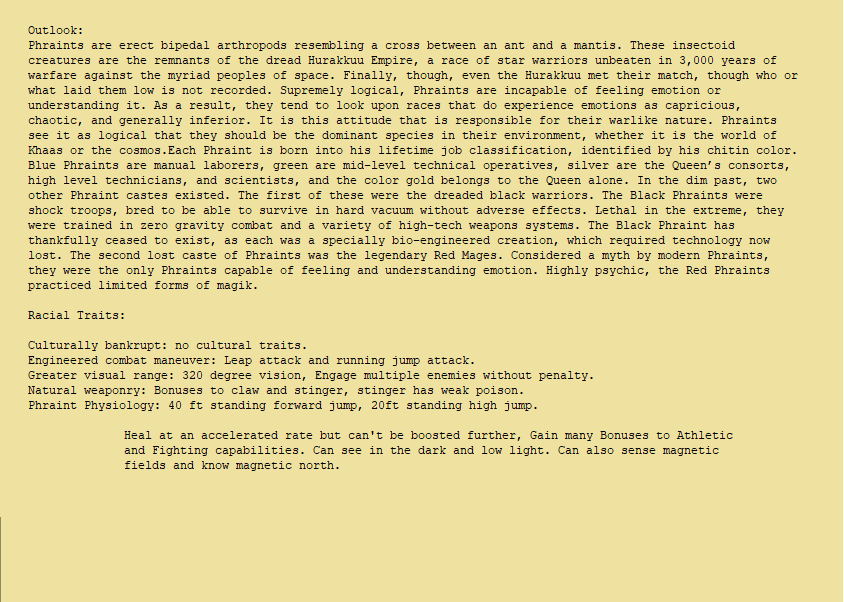 Outlook:
Phraints are erect bipedal arthropods resembling a cross between an ant and a mantis. These insectoid
creatures are the remnants of the dread Hurakkuu Empire, a race of star warriors unbeaten in 3,000 years of
warfare against the myriad peoples of space. Finally, though, even the Hurakkuu met their match, though who or
what laid them low is not recorded. Supremely logical, Phraints are incapable of feeling emotion or
understanding it. As a result, they tend to look upon races that do experience emotions as capricious,
chaotic, and generally inferior. It is this attitude that is responsible for their warlike nature. Phraints
see it as logical that they should be the dominant species in their environment, whether it is the world of
Khaas or the cosmos.Each Phraint is born into his lifetime job classification, identified by his chitin color.
Blue Phraints are manual laborers, green are mid-level technical operatives, silver are the Queen’s consorts,
high level technicians, and scientists, and the color gold belongs to the Queen alone. In the dim past, two
other Phraint castes existed. The first of these were the dreaded black warriors. The Black Phraints were
shock troops, bred to be able to survive in hard vacuum without adverse effects. Lethal in the extreme, they
were trained in zero gravity combat and a variety of high-tech weapons systems. The Black Phraint has
thankfully ceased to exist, as each was a specially bio-engineered creation, which required technology now
lost. The second lost caste of Phraints was the legendary Red Mages. Considered a myth by modern Phraints,
they were the only Phraints capable of feeling and understanding emotion. Highly psychic, the Red Phraints
practiced limited forms of magik.
Racial Traits:
Culturally bankrupt: no cultural traits.
Engineered combat maneuver: Leap attack and running jump attack.
Greater visual range: 320 degree vision, Engage multiple enemies without penalty.
Natural weaponry: Bonuses to claw and stinger, stinger has weak poison.
Phraint Physiology: 40 ft standing forward jump, 20ft standing high jump.
Heal at an accelerated rate but can't be boosted further, Gain many Bonuses to Athletic
and Fighting capabilities. Can see in the dark and low light. Can also sense magnetic
fields and know magnetic north.